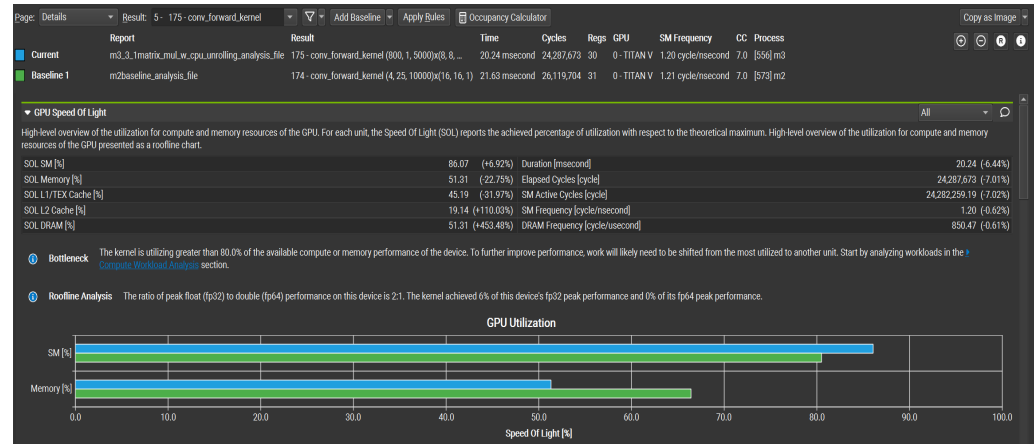 Page: Details Result: 5 - 175 - conv_forward_kernel Add Baseline Apply Rules Occupancy Calculator Copy as Image
Report Result Time Cycles Regs GPU SM Frequency CC Process
Current m3_3_1matrix_mul_w_cpu_unrolling_analysis_file 175 - conv_forward_kernel (800, 1, 5000)x(8, 8, ... 20.24 msecond 24,287,673 30 0 - TITAN V 1.20 cycle/nsecond 7.0 [556] m3
Baseline 1 m2baseline_analysis_file 174 - conv_forward_kernel (4, 25, 10000)x(16, 16, 1) 21.63 msecond 26,119,704 31 0 - TITAN V 1.21 cycle/nsecond 7.0 [573] m2
GPU Speed Of Light All
High-level overview of the utilization for compute and memory resources of the GPU. For each unit, the Speed Of Light (SOL) reports the achieved percentage of utilization with respect to the theoretical maximum. High-level overview of the utilization for compute and memory
resources of the GPU presented as a roofline chart.
SOL SM [%] 86.07 (+6.92%) Duration [msecond] 20.24 (-6.44%)
SOL Memory [%] 51.31 (-22.75%) Elapsed Cycles [cycle] 24,287,673 (-7.01%)
SOL L1/TEX Cache [%] 45.19 (-31.97%) SM Active Cycles [cycle] 24,282,259.19 (-7.02%)
SOL L2 Cache [%] 19.14 (+110.03%) SM Frequency [cycle/nsecond] 1.20 (-0.62%)
SOL DRAM [%] 51.31 (+453.48%) DRAM Frequency [cycle/usecond] 850.47 (-0.61%)
Bottleneck The kernel is utilizing greater than 80.0% of the available compute or memory performance of the device. To further improve performance, work will likely need to be shifted from the most utilized to another unit. Start by analyzing workloads in the
Compute Workload Analysis section.
Roofline Analysis The ratio of peak float (fp32) to double (fp64) performance on this device is 2:1. The kernel achieved 6% of this device's fp32 peak performance and 0% of its fp64 peak performance.
GPU Utilization
SM [%]
Memory [%]
0.0 10.0 20.0 30.0 40.0 50.0 60.0 70.0 80.0 90.0 100.0
Speed Of Light [%]